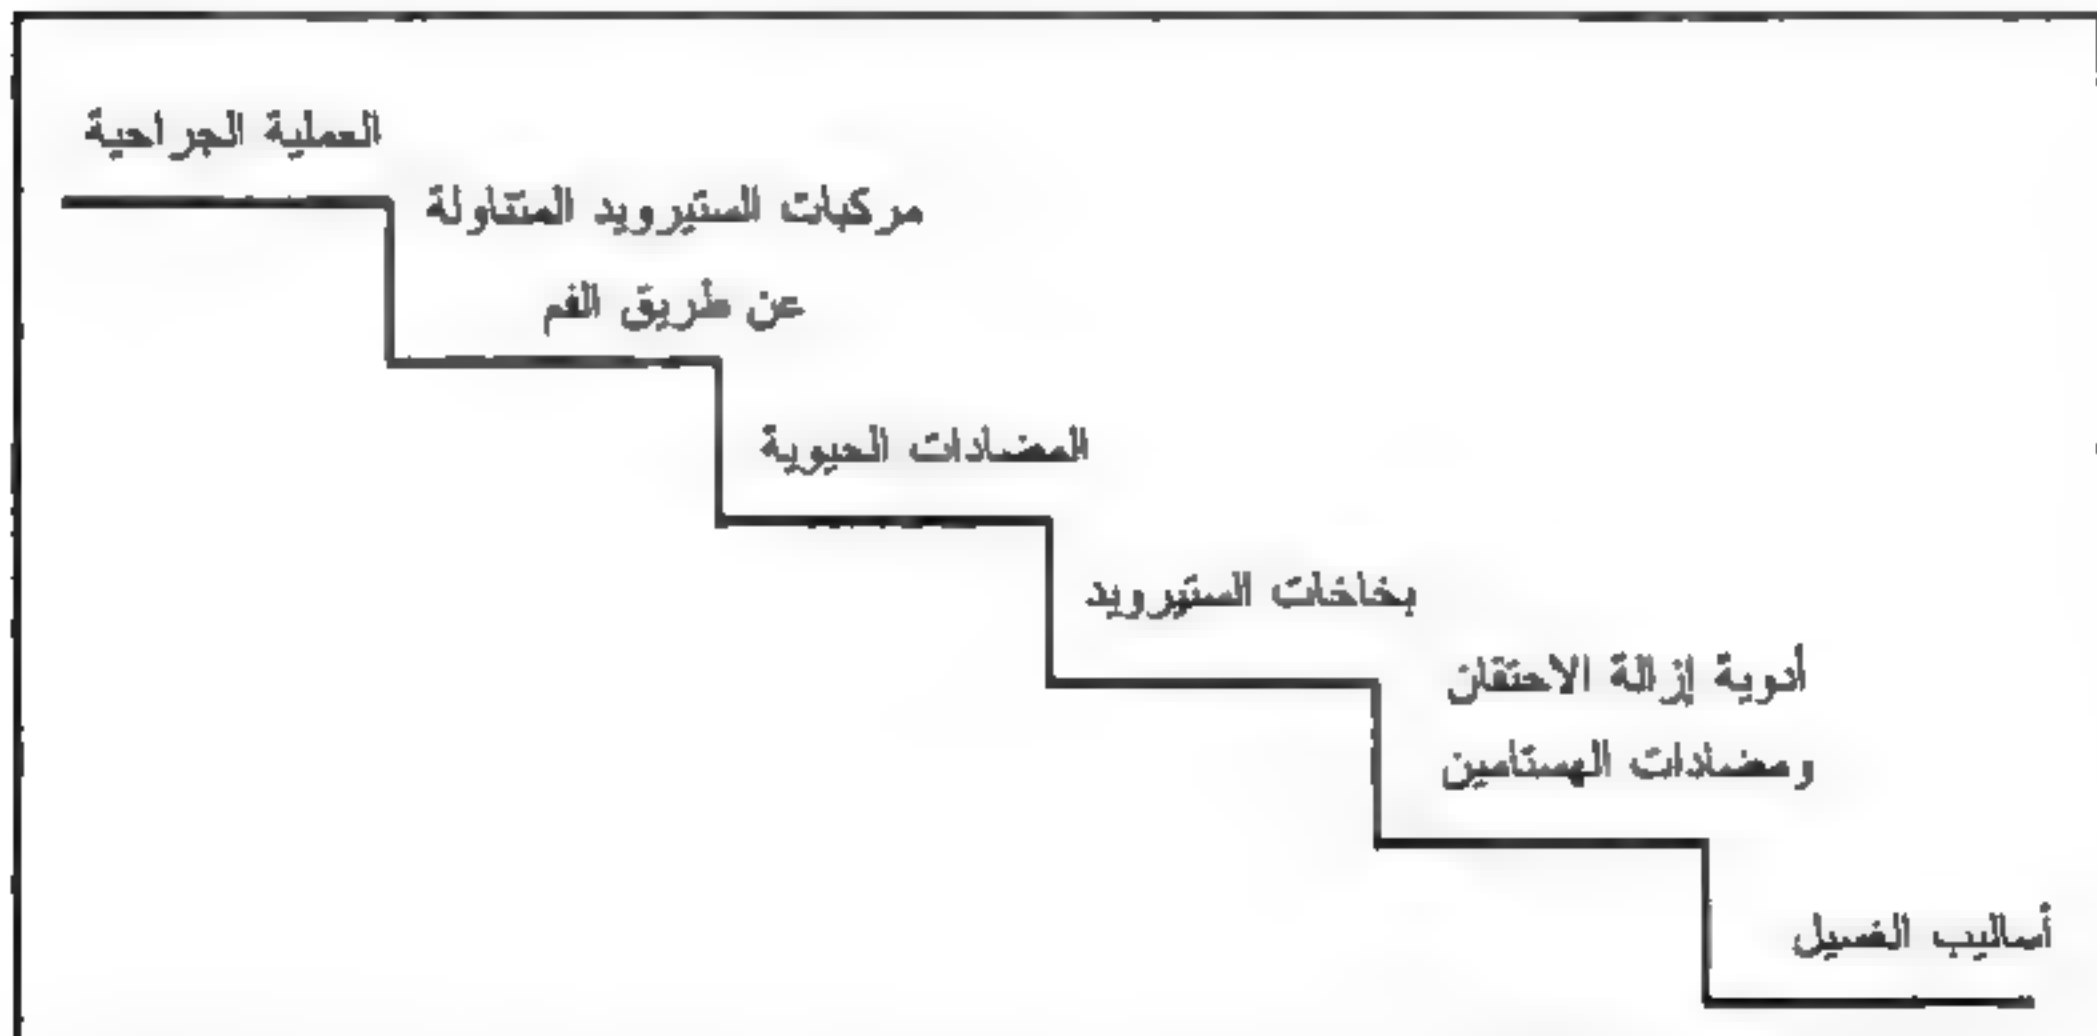 العملية الجراحية
مركبات الستيرويد المتناولة
عن طريق الفم
المضادات الحيوية
بخاخات الستيرويد
أدوية إزالة الاحتقان
ومضادات الهستامين
أساليب الغسيل